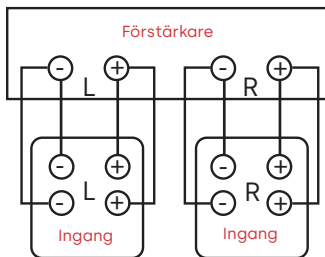 Förstärkare
- L + - R +
- + - +
L R
- + - +
Ingang Ingang